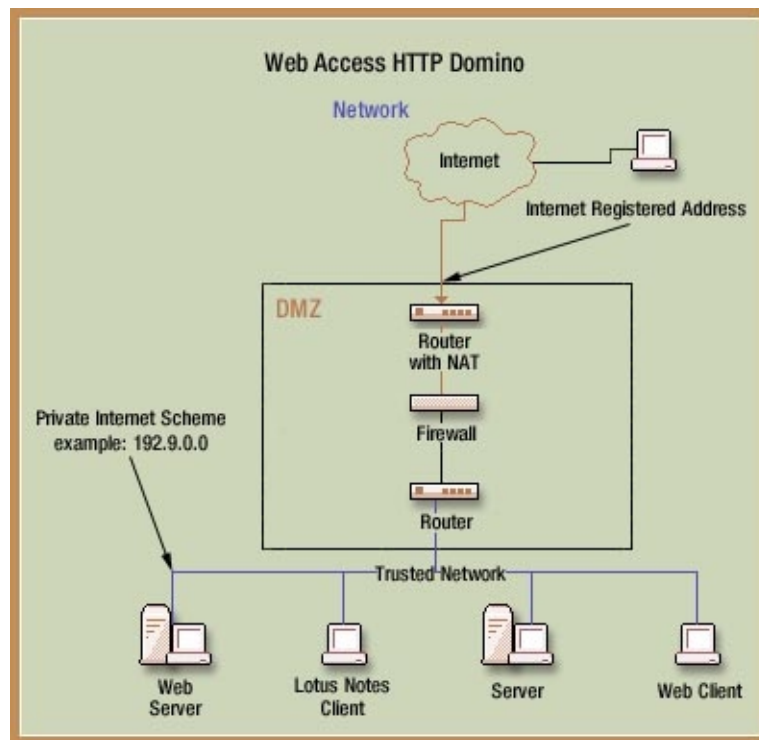 Web Access HTTP Domino
Network
Internet
Internet Registered Address
DMZ
Router
with NAT
Private Internet Scheme
example: 192.9.0.0
Firewall
Router
Trusted Network
Web
Server
Lotus Notes
Client
Server
Web Client